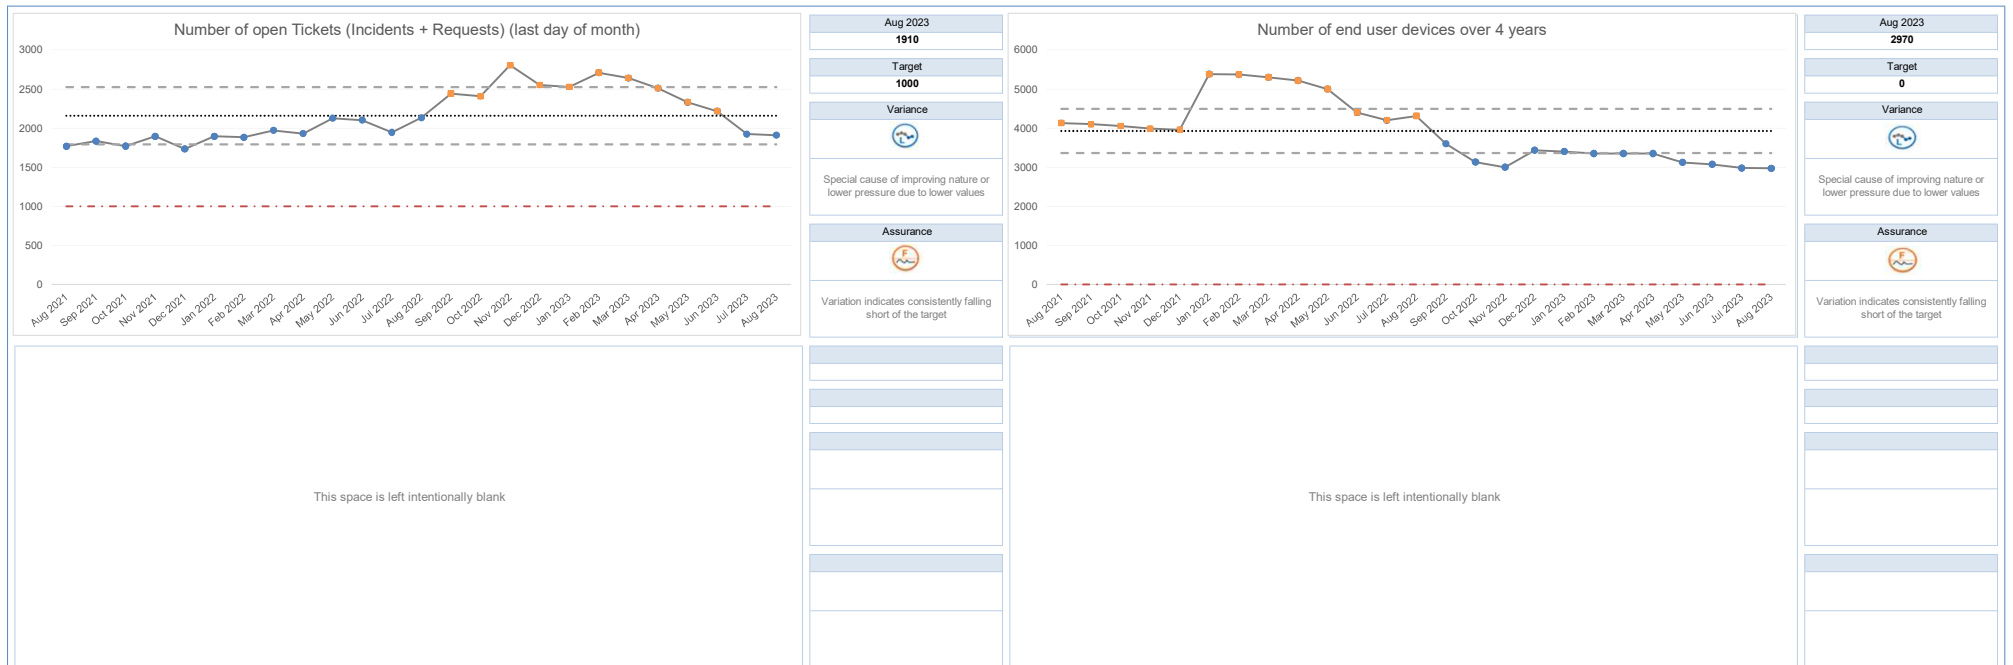 Number of open Tickets (Incidents + Requests) (last day of month)
3000
2500
2000
1500
1000
500
0
Aug 2021
Sep 2021
Oct 2021
Nov 2021
Dec 2021
Jan 2022
Feb 2022
Mar 2022
Apr 2022
May 2022
Jun 2022
Jul 2022
Aug 2022
Sep 2022
Oct 2022
Nov 2022
Dec 2022
Jan 2023
Feb 2023
Mar 2023
Apr 2023
May 2023
Jun 2023
Jul 2023
Aug 2023
Aug 2023
1910
Target
1000
Variance
L
Special cause of improving nature or
lower pressure due to lower values
Assurance
F
Variation indicates consistently falling
short of the target
Number of end user devices over 4 years
6000
5000
4000
3000
2000
1000
0
Aug 2021
Sep 2021
Oct 2021
Nov 2021
Dec 2021
Jan 2022
Feb 2022
Mar 2022
Apr 2022
May 2022
Jun 2022
Jul 2022
Aug 2022
Sep 2022
Oct 2022
Nov 2022
Dec 2022
Jan 2023
Feb 2023
Mar 2023
Apr 2023
May 2023
Jun 2023
Jul 2023
Aug 2023
Aug 2023
2970
Target
0
Variance
L
Special cause of improving nature or
lower pressure due to lower values
Assurance
F
Variation indicates consistently falling
short of the target
This space is left intentionally blank
This space is left intentionally blank